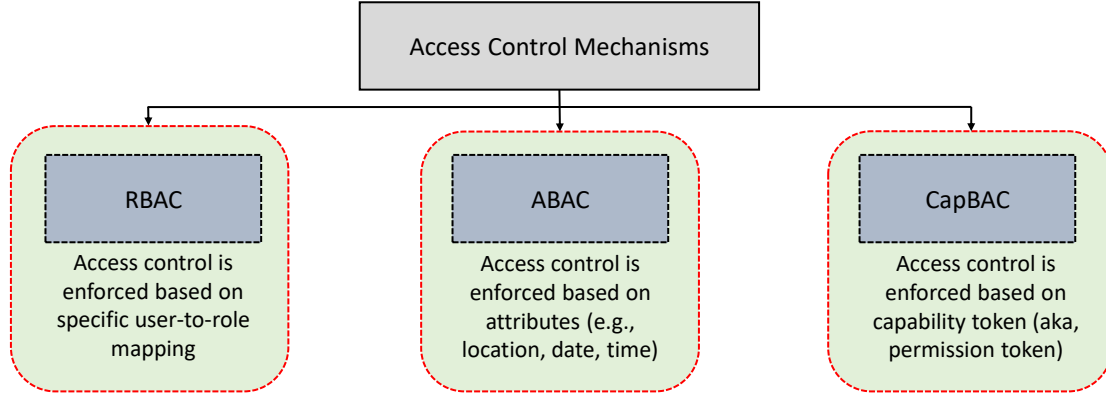 Access Control Mechanisms
RBAC
Access control is
enforced based on
specific user-to-role
mapping
ABAC
Access control is
enforced based on
attributes (e.g.,
location, date, time)
CapBAC
Access control is
enforced based on
capability token (aka,
permission token)